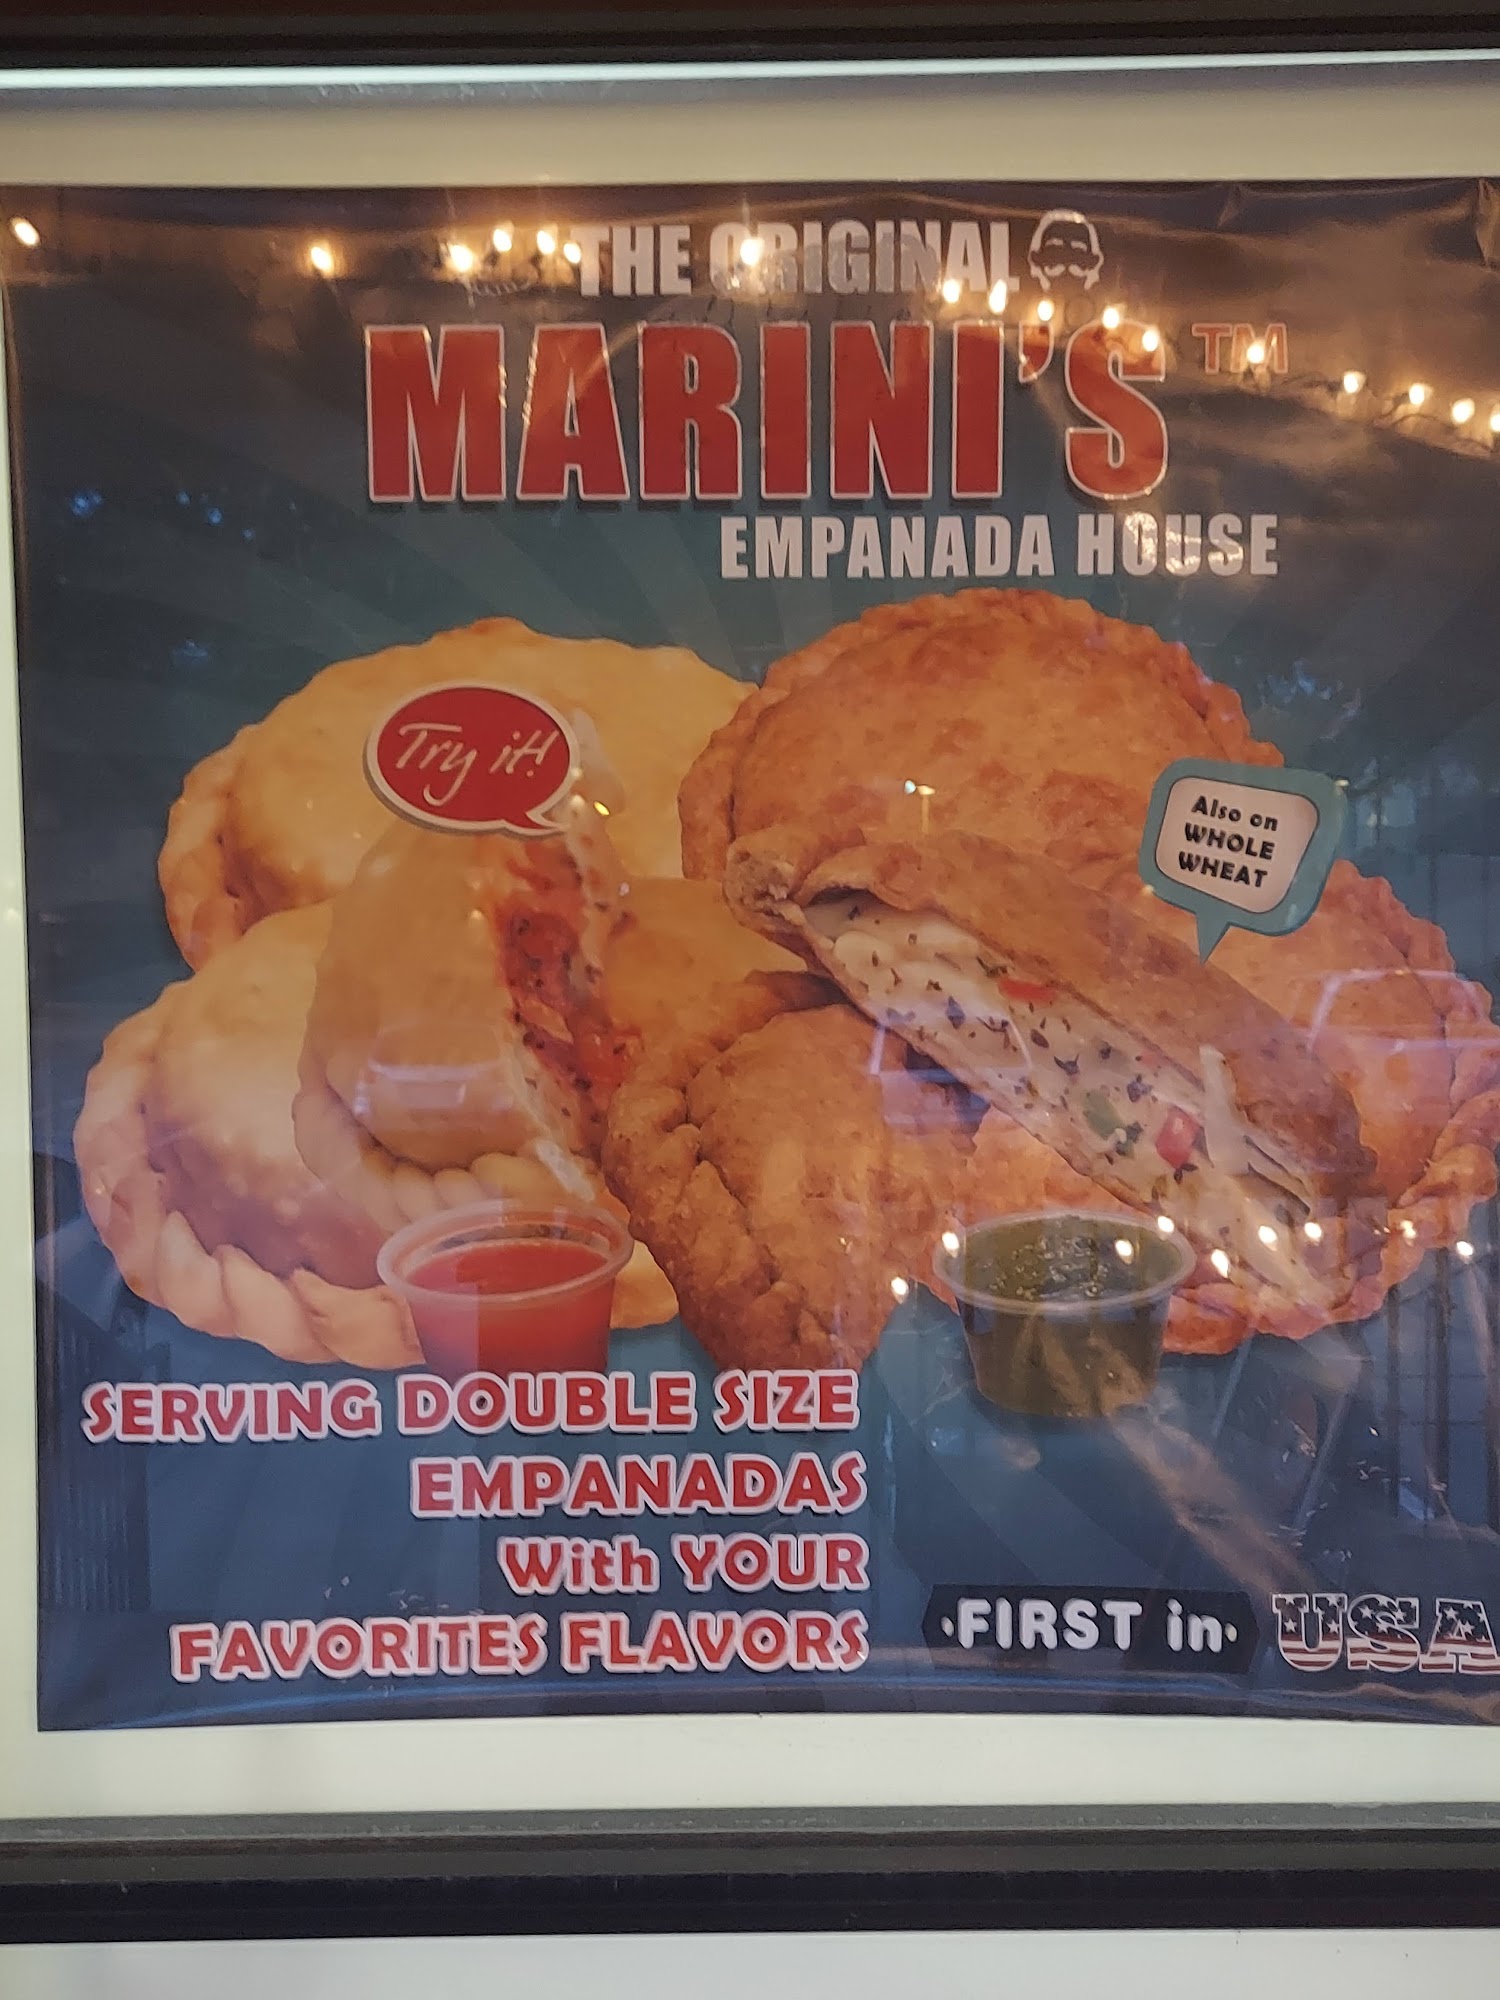 THE ORIGINAL
MARINI'S™
EMPANADA HOUSE
Try it!
Also on
WHOLE
WHEAT
SERVING DOUBLE SIZE
EMPANADAS
With YOUR
FAVORITES FLAVORS
·FIRST in·
USA